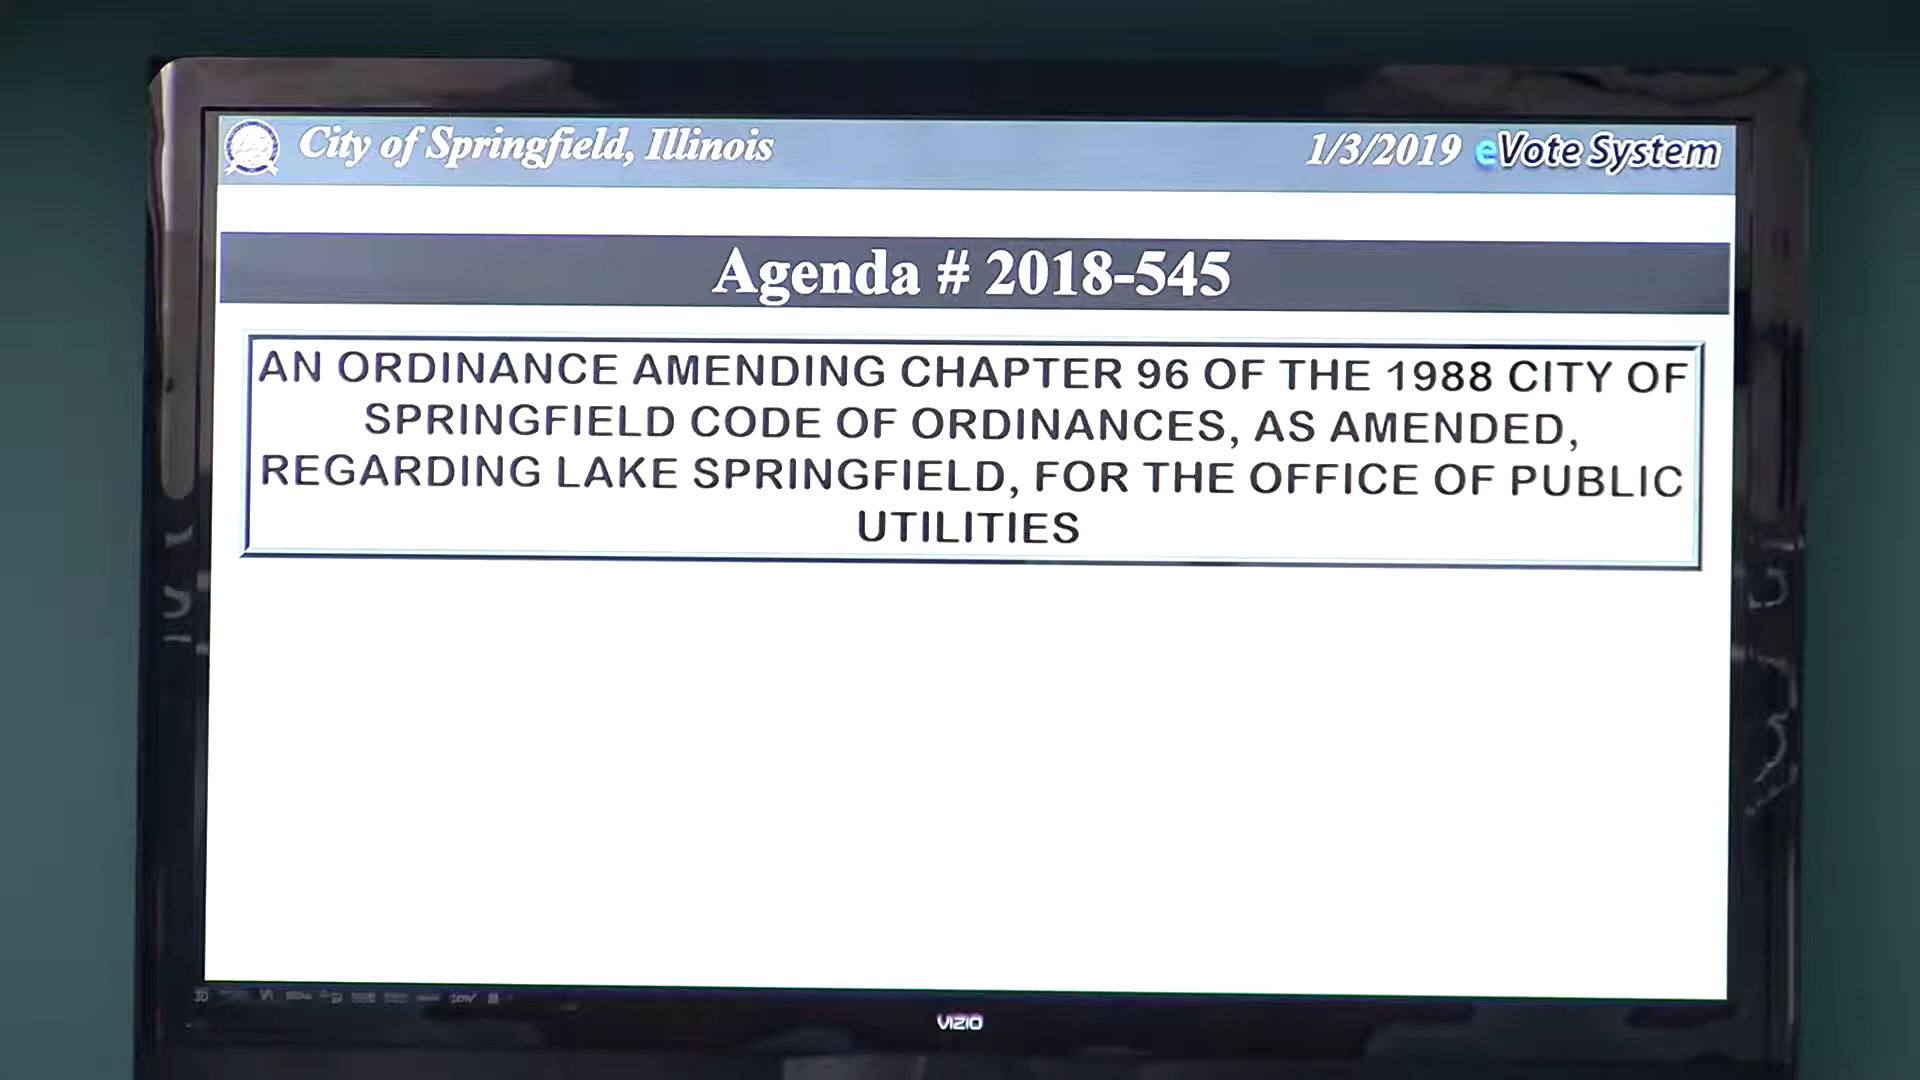 City of Springfield, Illinois
1/3/2019 eVote System
Agenda # 2018-545
AN ORDINANCE AMENDING CHAPTER 96 OF THE 1988 CITY OF
SPRINGFIELD CODE OF ORDINANCES, AS AMENDED,
REGARDING LAKE SPRINGFIELD, FOR THE OFFICE OF PUBLIC
UTILITIES
VIZIO